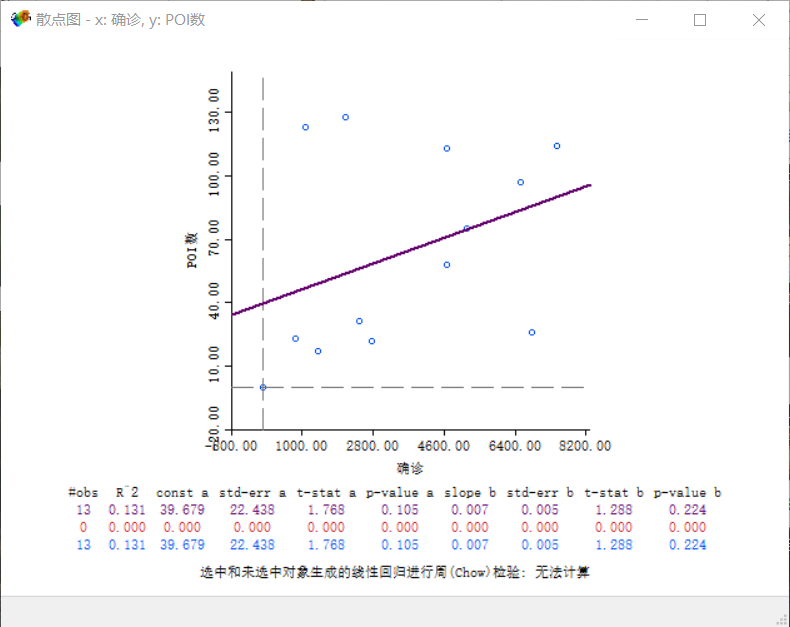 散点图 - x: 确诊, y: POI数
130.00
100.00
70.00
40.00
10.00
-20.00
POI数
-800.00 1000.00 2800.00 4600.00 6400.00 8200.00
确诊
#obs R^2 const a std-err a t-stat a p-value a slope b std-err b t-stat b p-value b
13 0.131 39.679 22.438 1.768 0.105 0.007 0.005 1.288 0.224
0 0.000 0.000 0.000 0.000 0.000 0.000 0.000 0.000 0.000
13 0.131 39.679 22.438 1.768 0.105 0.007 0.005 1.288 0.224
选中和未选中对象生成的线性回归进行周(Chow)检验: 无法计算